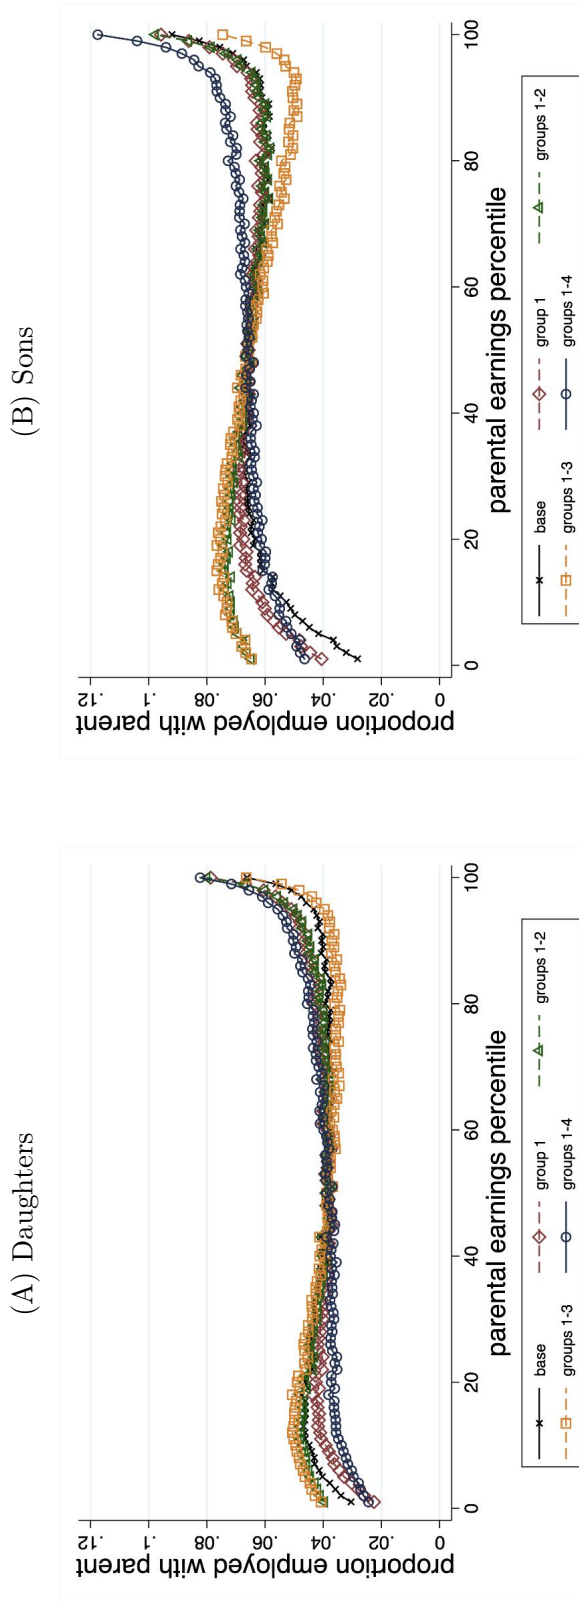 (A) Daughters
proportion employed with parent
.12
.1
.08
.06
.04
.02
0
0 20 40 60 80 100
parental earnings percentile
base group 1 groups 1-2
groups 1-3 groups 1-4
(B) Sons
proportion employed with parent
.12
.1
.08
.06
.04
.02
0
0 20 40 60 80 100
parental earnings percentile
base group 1 groups 1-2
groups 1-3 groups 1-4